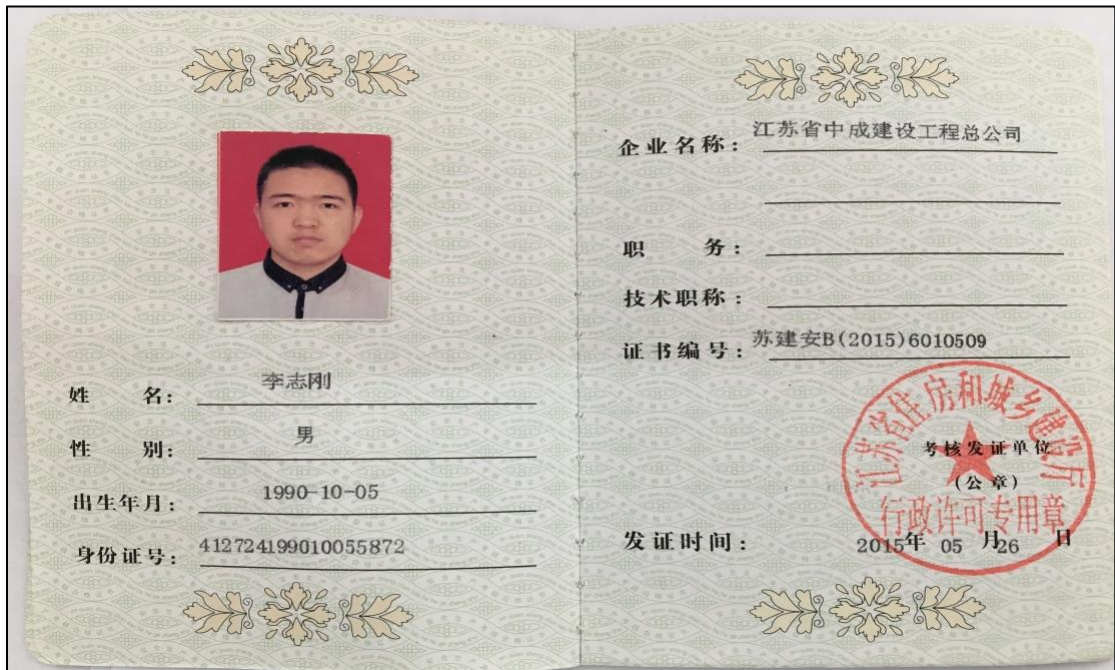 姓 名： 李志刚
性 别： 男
出生年月： 1990-10-05
身份证号： 412724199010055872
企业名称： 江苏省中成建设工程总公司
职 务：
技术职称：
证书编号： 苏建安B(2015)6010509
江苏省住房和城乡建设厅
考核发证单位
(公章)
行政许可专用章
发证时间： 2015年 05 月26 日